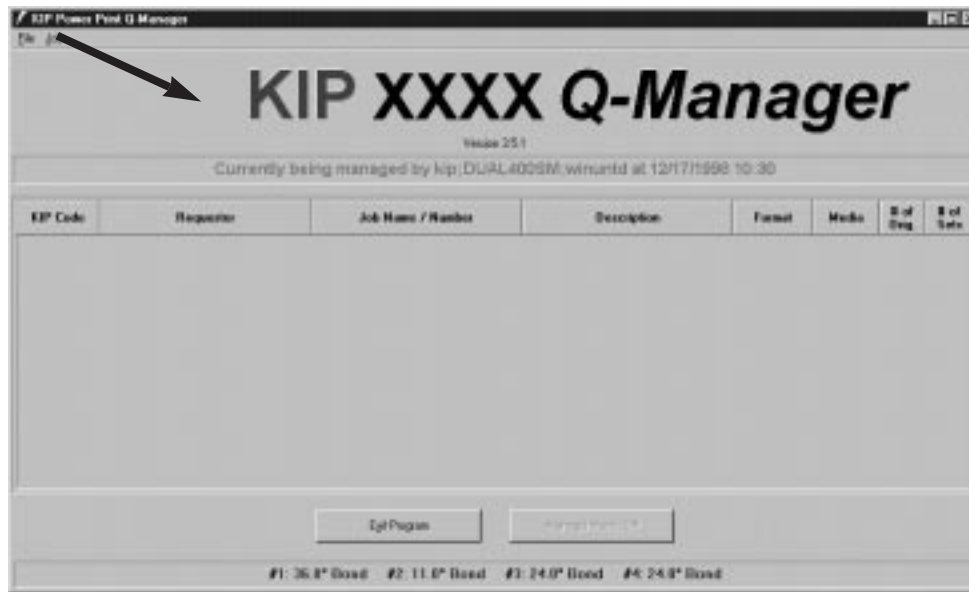 KIP Power Print Q-Manager
File
KIP XXXX Q-Manager
Version 2.5.1
Currently being managed by kip;DUAL400SM;winuntd at 12/17/1998 10:30
KIP Code Requestor Job Name / Number Description Format Media # of Orig # of Sets
Exit Program
#1: 36.0" Bond #2: 11.0" Bond #3: 24.0" Bond #4: 24.0" Bond